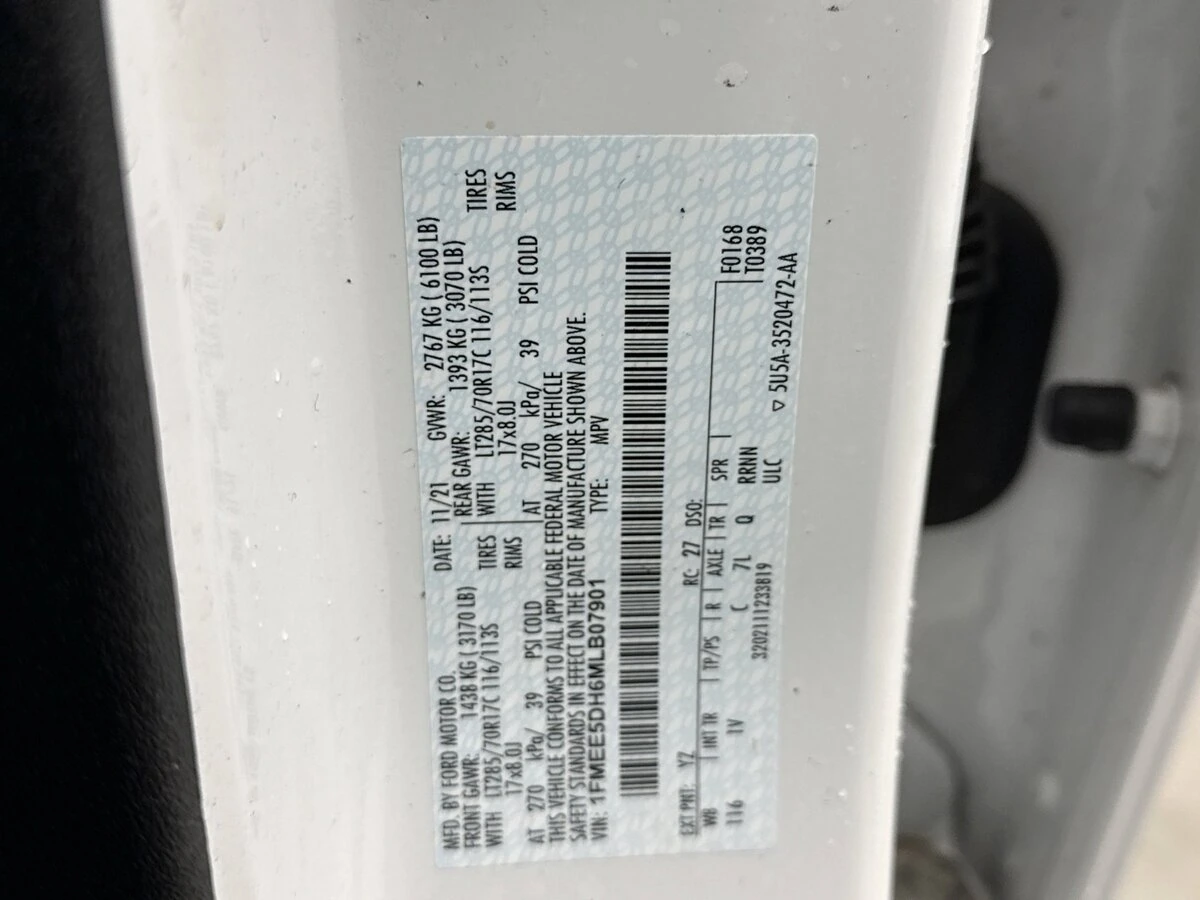 MFD. BY FORD MOTOR CO.
DATE: 11/21 GVWR: 2767 KG ( 6100 LB)
FRONT GAWR: 1438 KG ( 3170 LB) REAR GAWR: 1393 KG ( 3070 LB)
WITH LT285/70R17C 116/113S TIRES WITH LT285/70R17C 116/113S TIRES
17x8.0J RIMS 17x8.0J RIMS
AT 270 kPa/ 39 PSI COLD AT 270 kPa/ 39 PSI COLD
THIS VEHICLE CONFORMS TO ALL APPLICABLE FEDERAL MOTOR VEHICLE
SAFETY STANDARDS IN EFFECT ON THE DATE OF MANUFACTURE SHOWN ABOVE.
VIN: 1FMEE5DH6MLB07901 TYPE: MPV
EXT PNT: YZ RC: 27 DSO:
WB INT TR TP/PS R AXLE TR SPR F0168
116 1V C 7L Q RRNN T0389
3202111233819 ULC
▽ 5U5A-3520472-AA